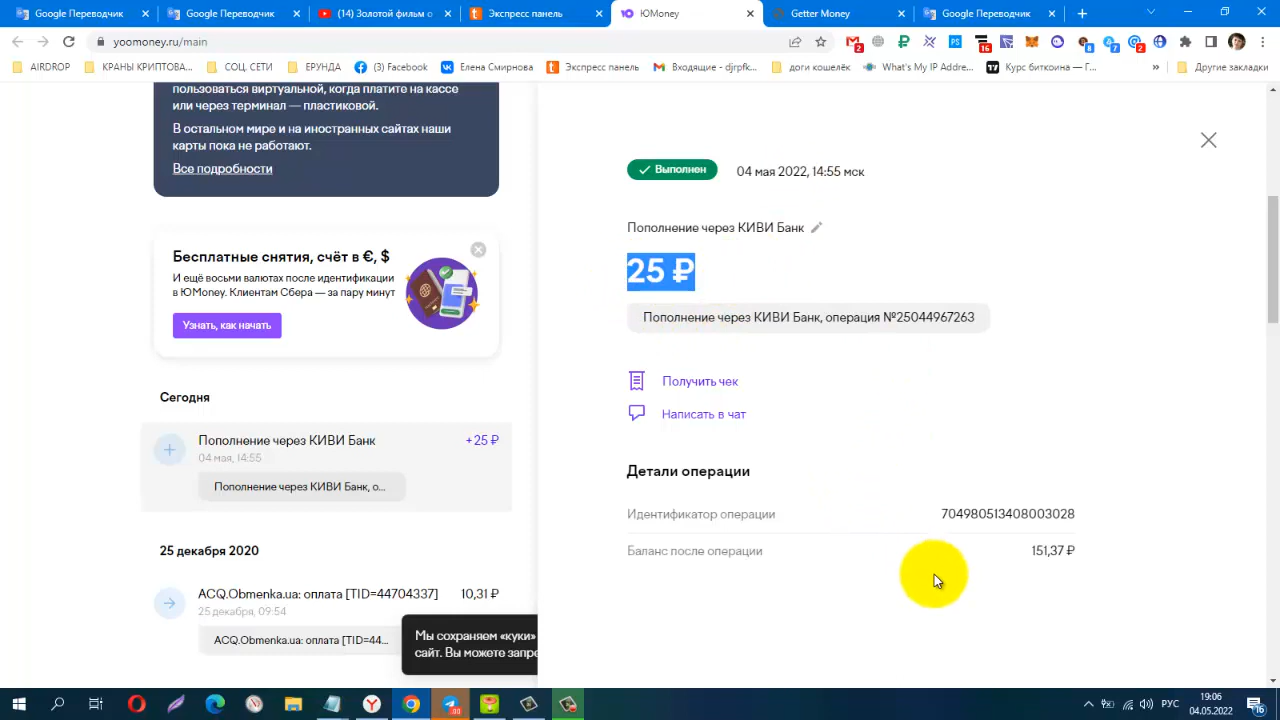 Google Переводчик
Google Переводчик
(14) Золотой фильм о
Экспресс панель
ЮMoney
Getter Money
Google Переводчик
yoomoney.ru/main
2
16
8
7
2
AIRDROP
КРАНЫ КРИПТОВА...
СОЦ. СЕТИ
ЕРУНДА
(3) Facebook
Елена Смирнова
Экспресс панель
Входящие - djrpfk...
доги кошелёк
What's My IP Addre...
Курс биткоина — Г...
»
Другие закладки
пользоваться виртуальной, когда платите на кассе
или через терминал — пластиковой.
В остальном мире и на иностранных сайтах наши
карты пока не работают.
Все подробности
Бесплатные снятия, счёт в €, $
И ещё восьми валютах после идентификации
в ЮMoney. Клиентам Сбера — за пару минут
Узнать, как начать
Сегодня
Пополнение через КИВИ Банк
+25 ₽
04 мая, 14:55
Пополнение через КИВИ Банк, о...
25 декабря 2020
ACQ.Obmenka.ua: оплата [TID=44704337]
10,31 ₽
25 декабря, 09:54
ACQ.Obmenka.ua: оплата [TID=44...
Мы сохраняем «куки»
сайт. Вы можете запре
Выполнен
04 мая 2022, 14:55 мск
Пополнение через КИВИ Банк
25 ₽
Пополнение через КИВИ Банк, операция №25044967263
Получить чек
Написать в чат
Детали операции
Идентификатор операции
704980513408003028
Баланс после операции
151,37 ₽
РУС
19:06
04.05.2022
16